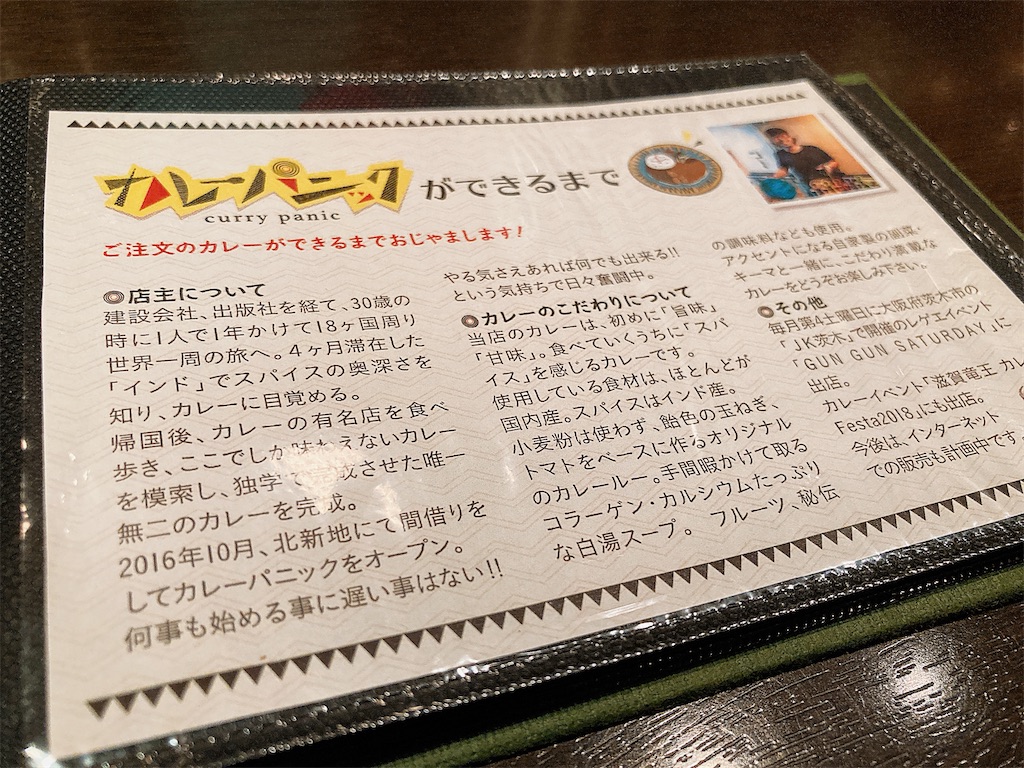 カレーパニック
curry panic
ができるまで
ご注文のカレーができるまでおじゃまします!
店主について
建設会社、出版社を経て、30歳の
時に1人で1年かけて18ヶ国周り
世界一周の旅へ。4ヶ月滞在した
「インド」でスパイスの奥深さを
知り、カレーに目覚める。
帰国後、カレーの有名店を食べ
歩き、ここでしか味わえないカレー
を模索し、独学で完成させた唯一
無二のカレーを完成。
2016年10月、北新地にて間借りを
してカレーパニックをオープン。
何事も始める事に遅い事はない!!
やる気さえあれば何でも出来る!!
という気持ちで日々奮闘中。
カレーのこだわりについて
当店のカレーは、初めに「旨味」
「甘味」。食べていくうちに「スパ
イス」を感じるカレーです。
使用している食材は、ほとんどが
国内産。スパイスはインド産。
小麦粉は使わず、飴色の玉ねぎ、
トマトをベースに作るオリジナル
のカレールー。手間暇かけて取る
コラーゲン・カルシウムたっぷり
な白湯スープ。フルーツ、秘伝
の調味料なども使用。
アクセントになる自家製の
キーマと一緒に、こだわり満載な
カレーをどうぞお楽しみ下さい。
その他
毎月第4土曜日に大阪府茨木市の
「JK茨木」で開催のレゲエイベント
「GUN GUN SATURDAY」に
出店。
カレーイベント「滋賀竜王 カレ
Festa2018」にも出店。
今後は、インターネット
での販売も計画中です